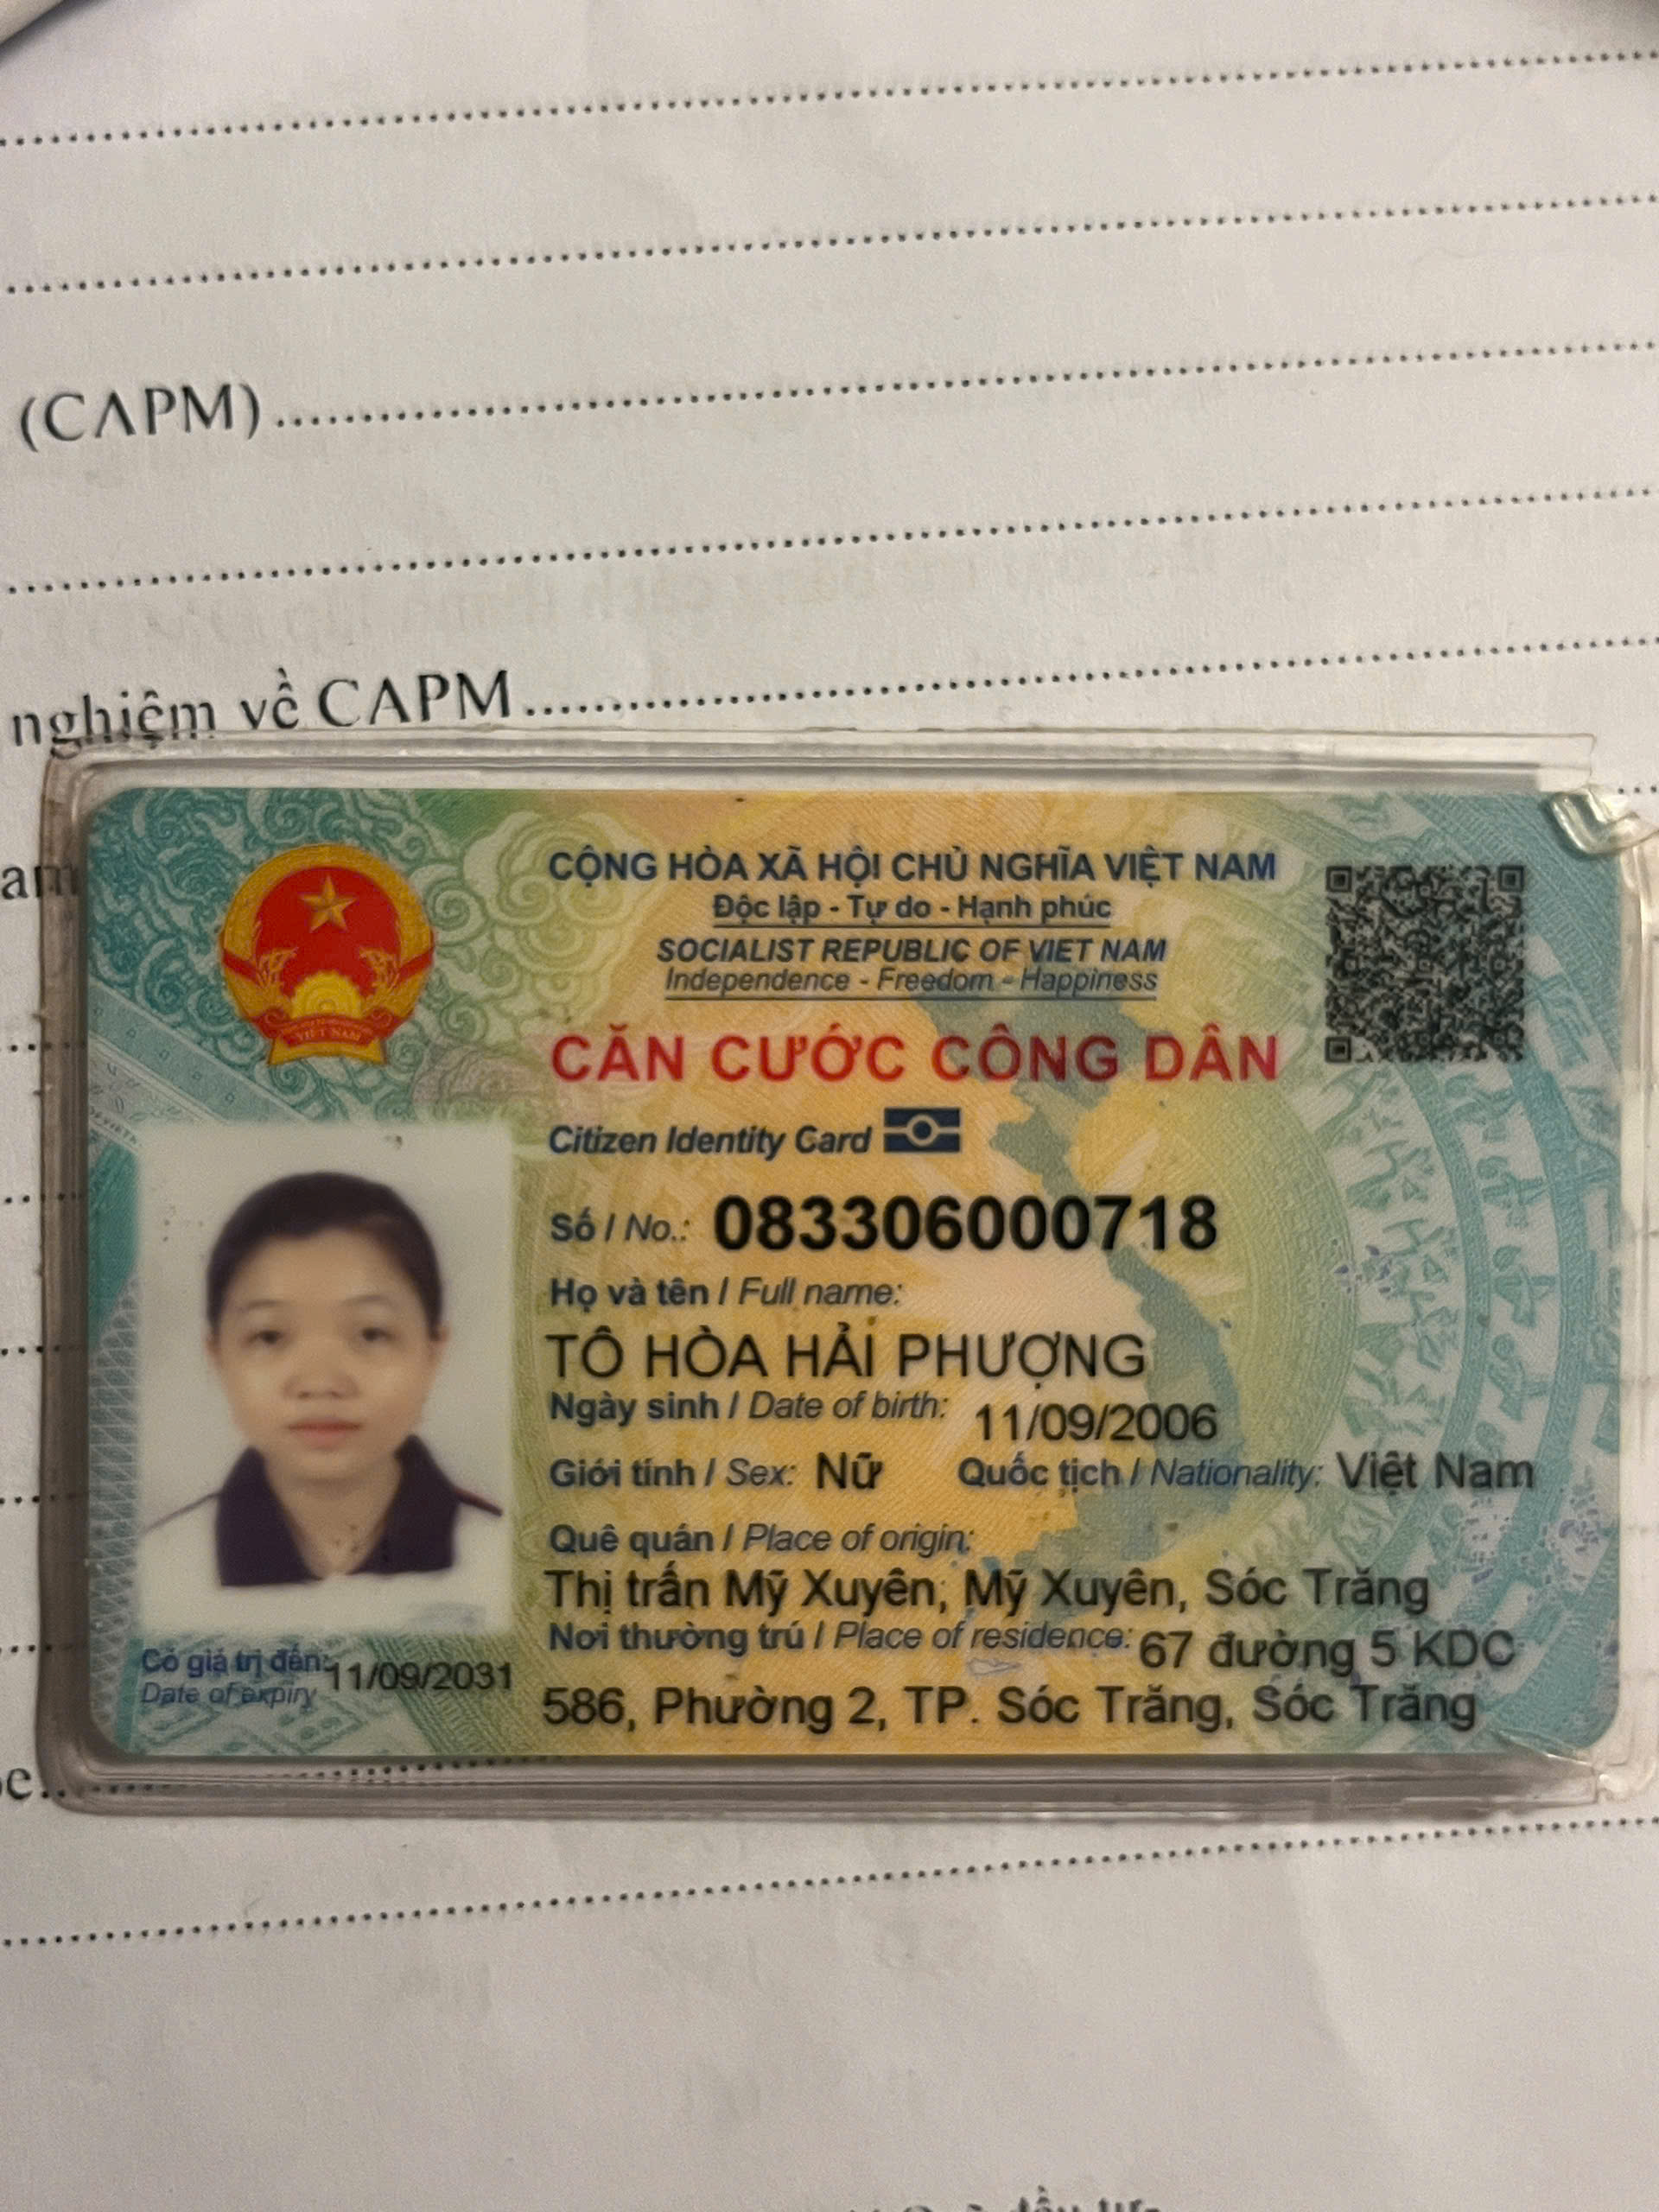 (CAPM)
nghiệm về CAPM
am
CỘNG HÒA XÃ HỘI CHỦ NGHĨA VIỆT NAM
Độc lập - Tự do - Hạnh phúc
SOCIALIST REPUBLIC OF VIET NAM
Independence - Freedom - Happiness
VIỆT NAM
CĂN CƯỚC CÔNG DÂN
Citizen Identity Card
Số / No.: 083306000718
Họ và tên / Full name:
TÔ HÒA HẢI PHƯỢNG
Ngày sinh / Date of birth: 11/09/2006
Giới tính / Sex: Nữ Quốc tịch / Nationality: Việt Nam
Quê quán / Place of origin:
Thị trấn Mỹ Xuyên, Mỹ Xuyên, Sóc Trăng
Nơi thường trú / Place of residence: 67 đường 5 KDC
586, Phường 2, TP. Sóc Trăng, Sóc Trăng
Có giá trị đến: 11/09/2031
Date of expiry